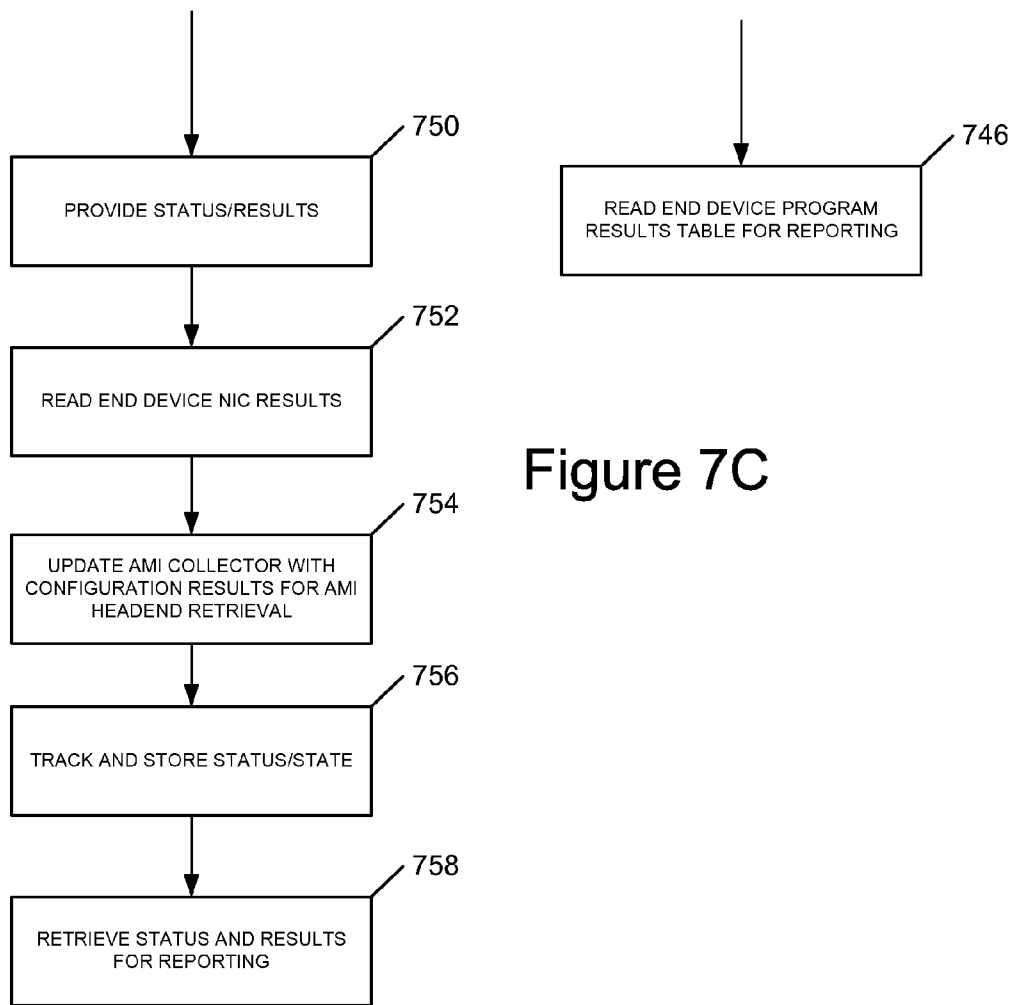 750
PROVIDE STATUS/RESULTS
746
READ END DEVICE PROGRAM
RESULTS TABLE FOR REPORTING
752
READ END DEVICE NIC RESULTS
Figure 7C
754
UPDATE AMI COLLECTOR WITH
CONFIGURATION RESULTS FOR AMI
HEADEND RETRIEVAL
756
TRACK AND STORE STATUS/STATE
758
RETRIEVE STATUS AND RESULTS
FOR REPORTING